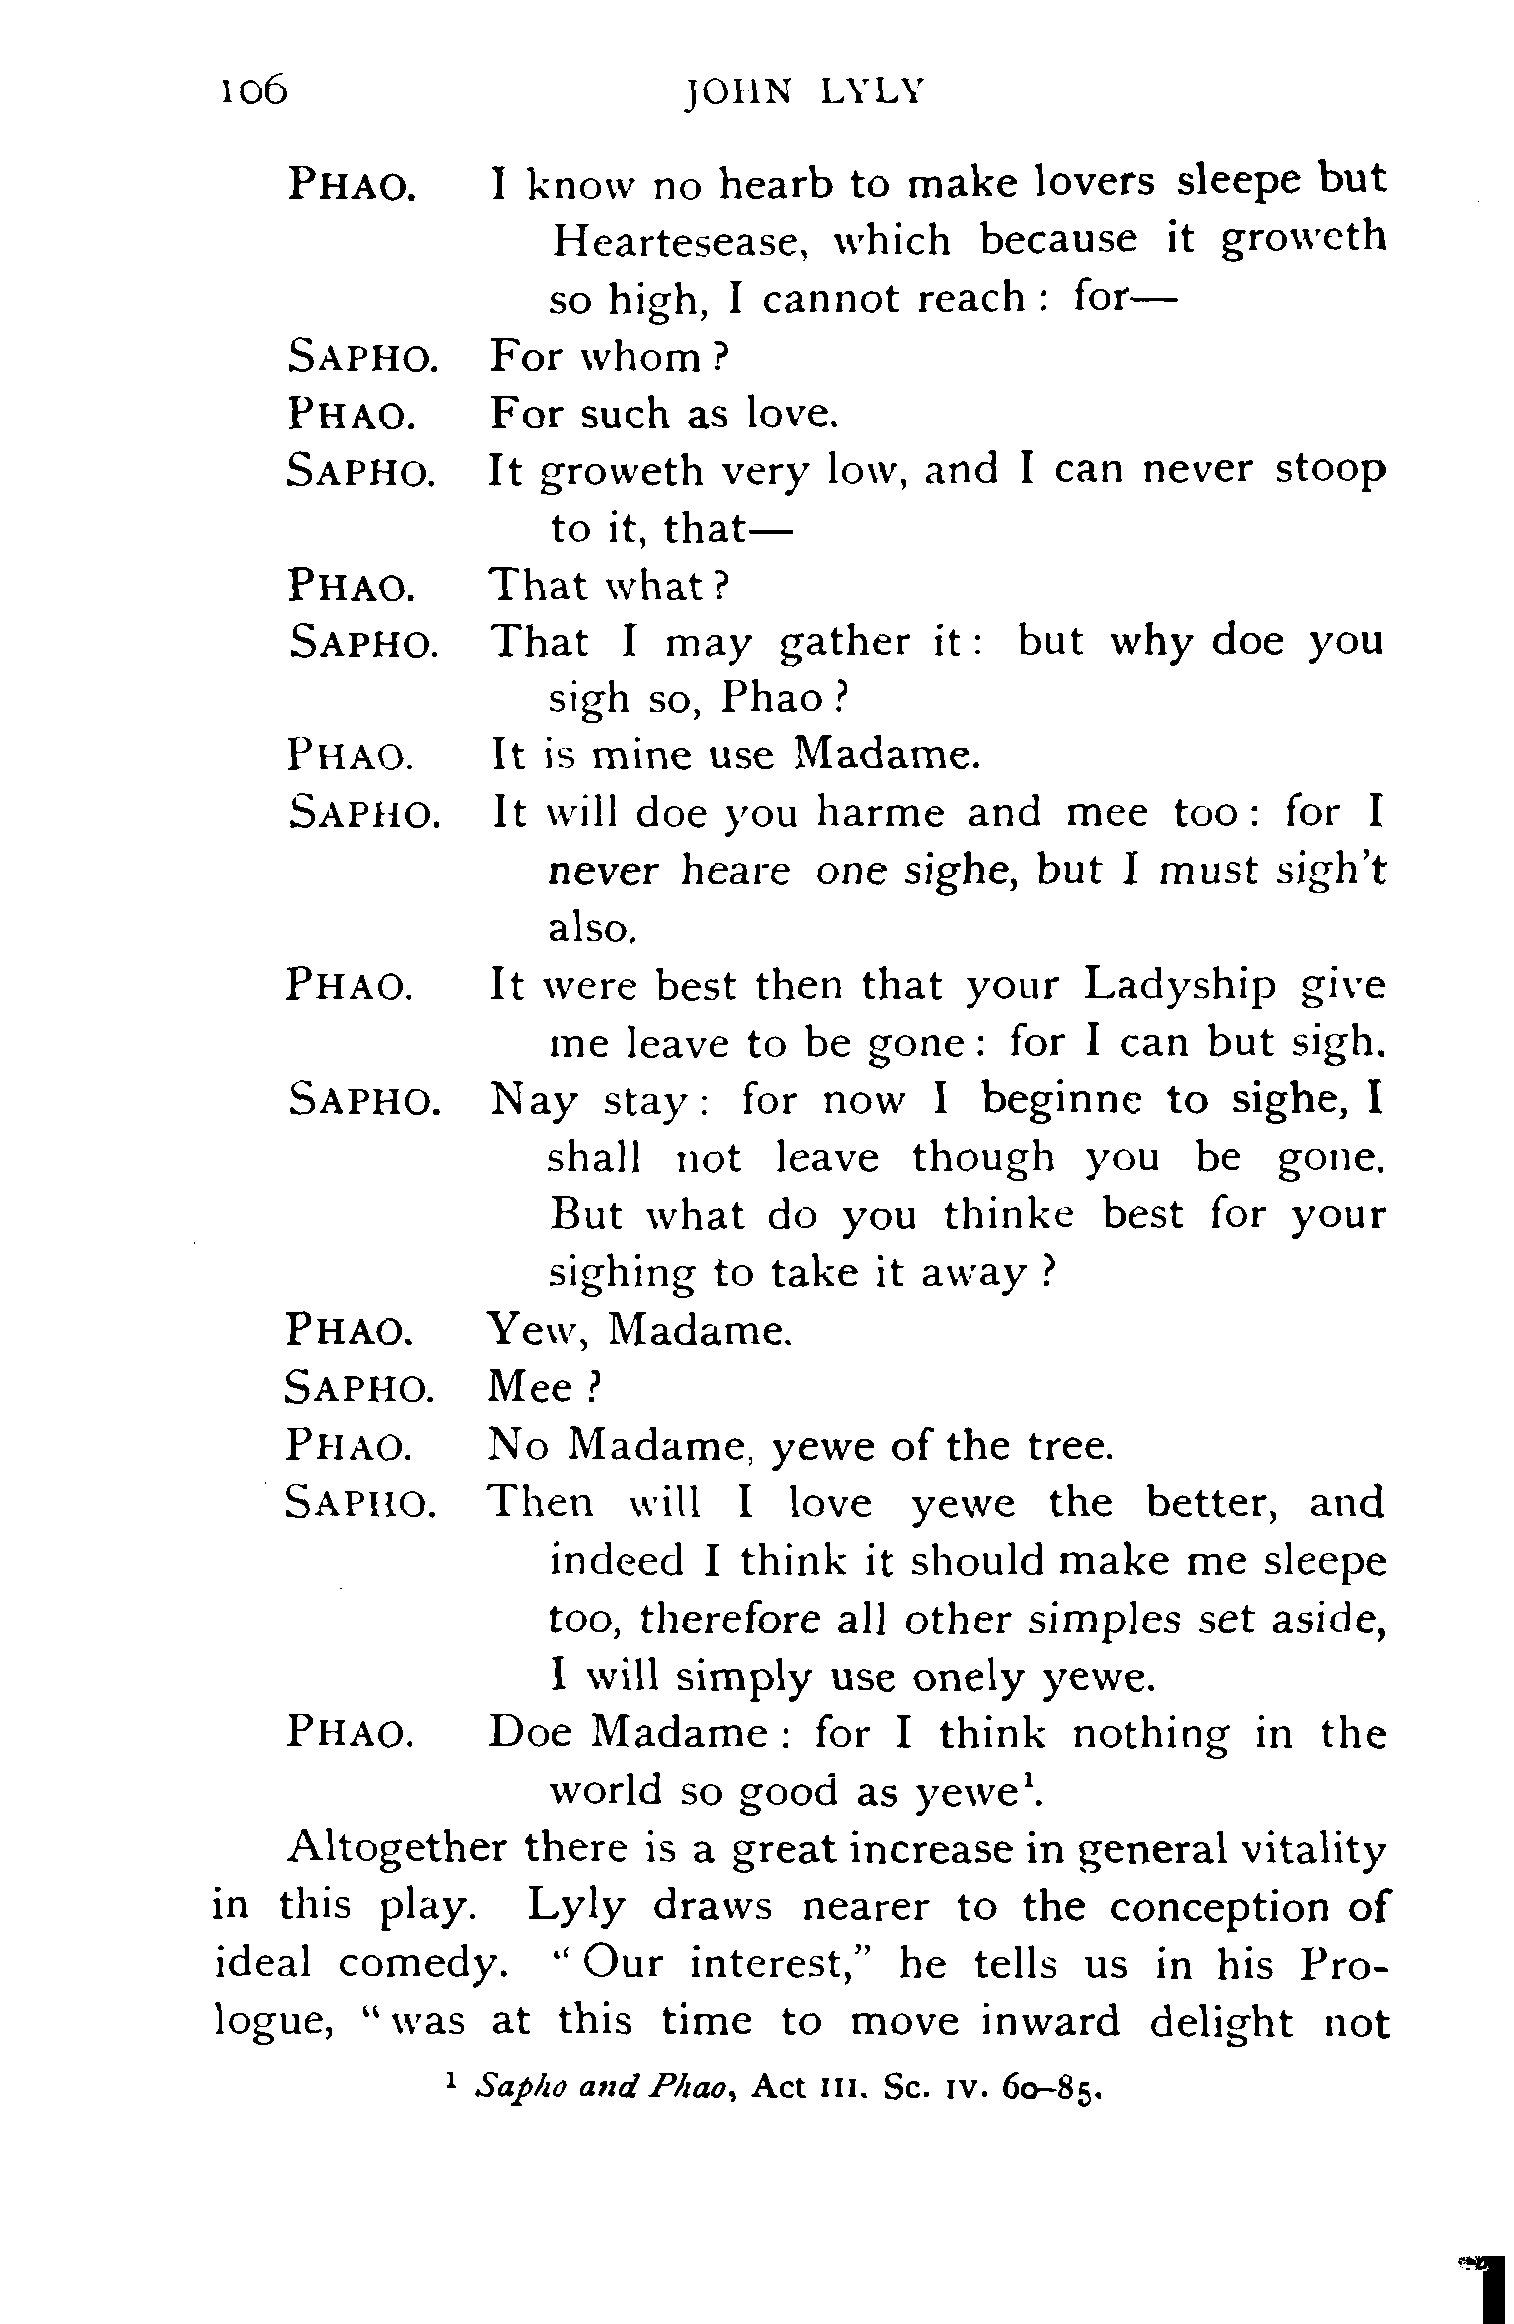 106 JOHN LYLY
PHAO. I know no hearb to make lovers sleepe but
Heartesease, which because it groweth
so high, I cannot reach : for—
SAPHO. For whom ?
PHAO. For such as love.
SAPHO. It groweth very low, and I can never stoop
to it, that—
PHAO. That what ?
SAPHO. That I may gather it : but why doe you
sigh so, Phao ?
PHAO. It is mine use Madame.
SAPHO. It will doe you harme and mee too : for I
never heare one sighe, but I must sigh't
also.
PHAO. It were best then that your Ladyship give
me leave to be gone : for I can but sigh.
SAPHO. Nay stay : for now I beginne to sighe, I
shall not leave though you be gone.
But what do you thinke best for your
sighing to take it away ?
PHAO. Yew, Madame.
SAPHO. Mee ?
PHAO. No Madame, yewe of the tree.
SAPHO. Then will I love yewe the better, and
indeed I think it should make me sleepe
too, therefore all other simples set aside,
I will simply use onely yewe.
PHAO. Doe Madame : for I think nothing in the
world so good as yewe¹.
Altogether there is a great increase in general vitality
in this play. Lyly draws nearer to the conception of
ideal comedy. “Our interest,” he tells us in his Pro-
logue, “was at this time to move inward delight not
¹ Sapho and Phao, Act III. Sc. IV. 60–85.